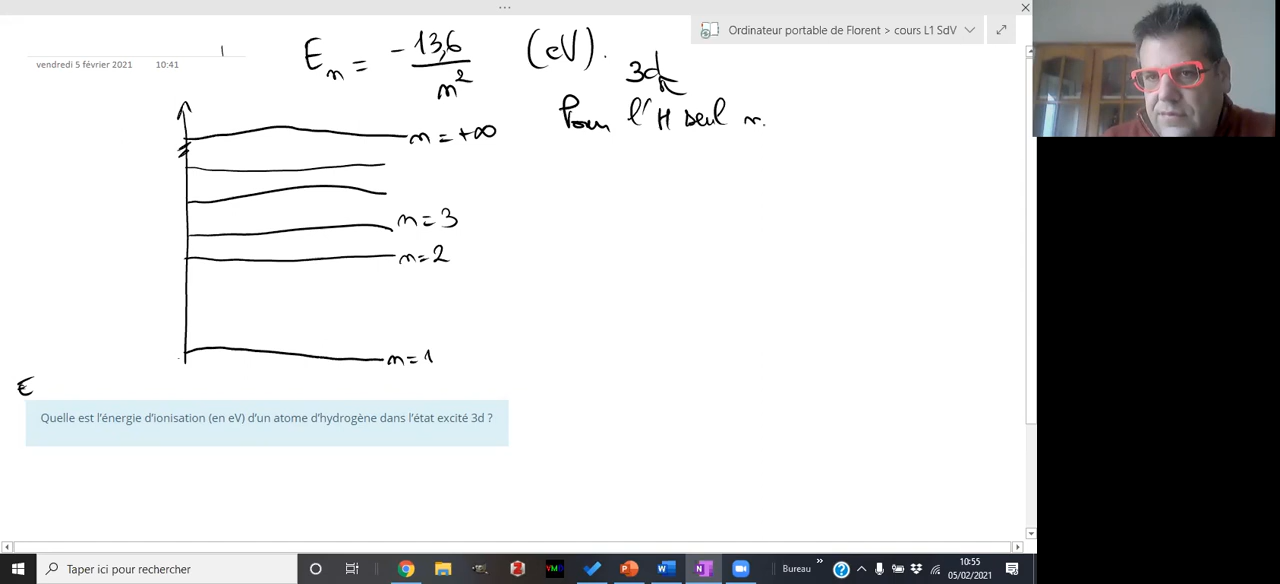 Ordinateur portable de Florent > cours L1 SdV
vendredi 5 février 2021 10:41
En = -13,6 / n² (eV).
3d
Pour l'H seul n.
n = +∞
n = 3
n = 2
n = 1
€
Quelle est l'énergie d'ionisation (en eV) d'un atome d'hydrogène dans l'état excité 3d ?
Taper ici pour rechercher
YMD
Bureau »
10:55
05/02/2021